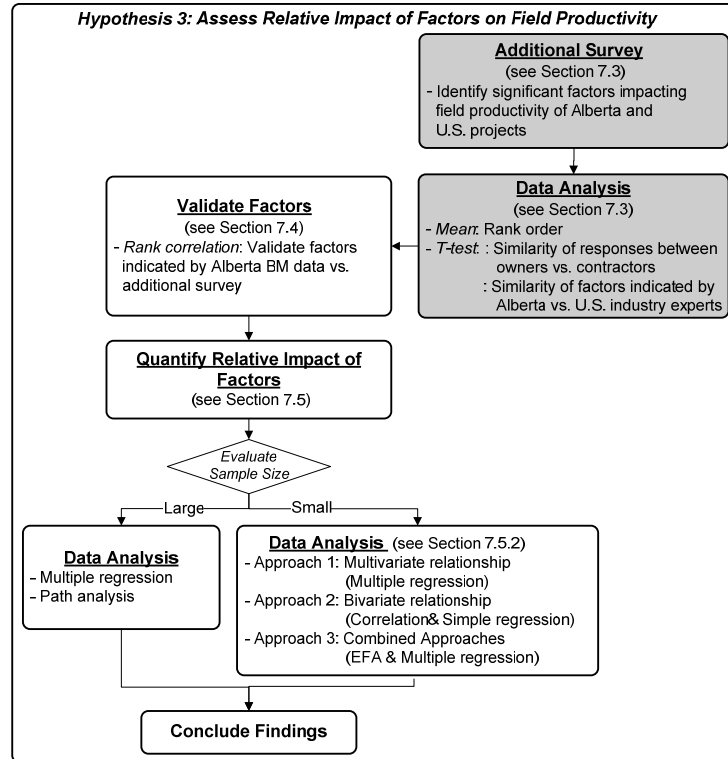 Hypothesis 3: Assess Relative Impact of Factors on Field Productivity
Additional Survey
(see Section 7.3)
- Identify significant factors impacting
field productivity of Alberta and
U.S. projects
Data Analysis
(see Section 7.3)
- Mean: Rank order
- T-test: : Similarity of responses between
owners vs. contractors
: Similarity of factors indicated by
Alberta vs. U.S. industry experts
Validate Factors
(see Section 7.4)
- Rank correlation: Validate factors
indicated by Alberta BM data vs.
additional survey
Quantify Relative Impact of
Factors
(see Section 7.5)
Evaluate
Sample Size
Large
Small
Data Analysis
- Multiple regression
- Path analysis
Data Analysis (see Section 7.5.2)
- Approach 1: Multivariate relationship
(Multiple regression)
- Approach 2: Bivariate relationship
(Correlation& Simple regression)
- Approach 3: Combined Approaches
(EFA & Multiple regression)
Conclude Findings